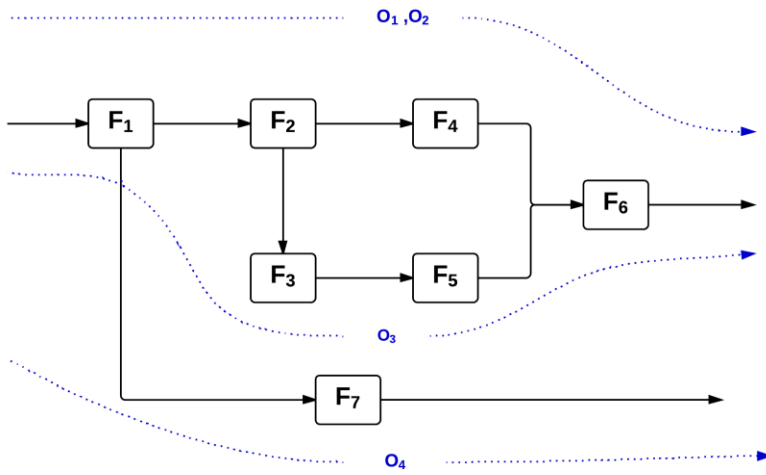 O₁ ,O₂
F₁ F₂ F₄
F₆
F₃ F₅
O₃
F₇
O₄